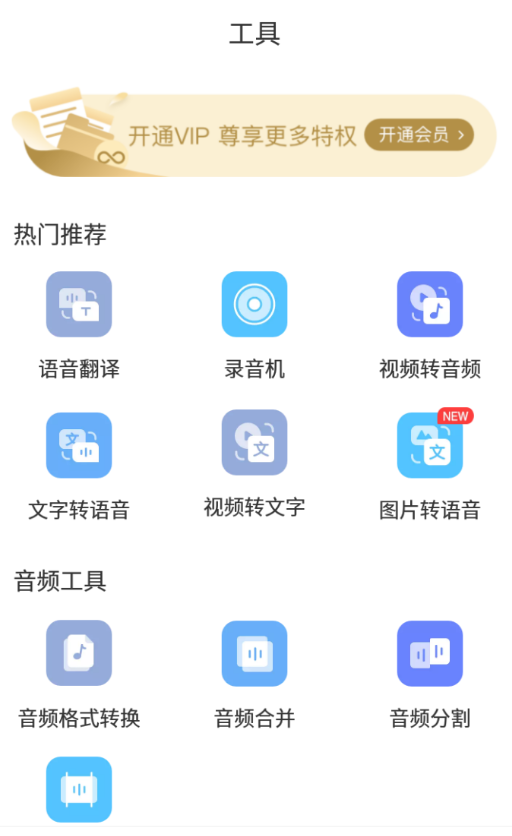 工具
开通VIP 尊享更多特权 开通会员 ›
热门推荐
语音翻译 录音机 视频转音频
NEW
文字转语音 视频转文字 图片转语音
音频工具
音频格式转换 音频合并 音频分割